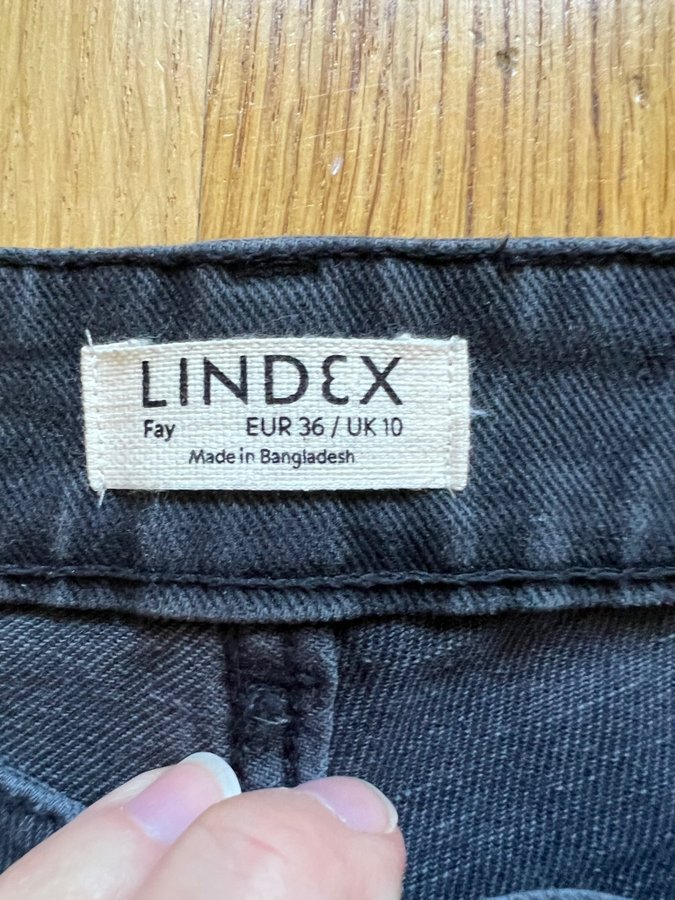 LINDEX
Fay EUR 36 / UK 10
Made in Bangladesh